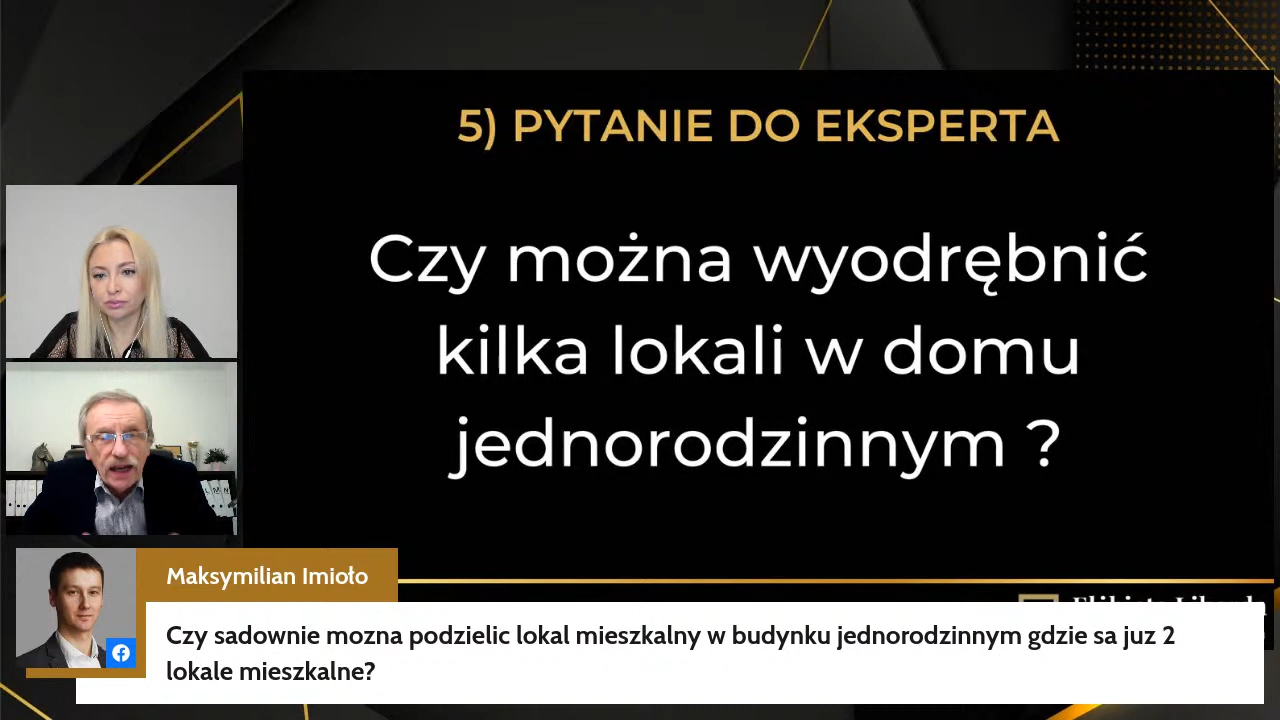 5) PYTANIE DO EKSPERTA
Czy można wyodrębnić
kilka lokali w domu
jednorodzinnym ?
Maksymilian Imioło
Czy sadownie mozna podzielic lokal mieszkalny w budynku jednorodzinnym gdzie sa juz 2
lokale mieszkalne?